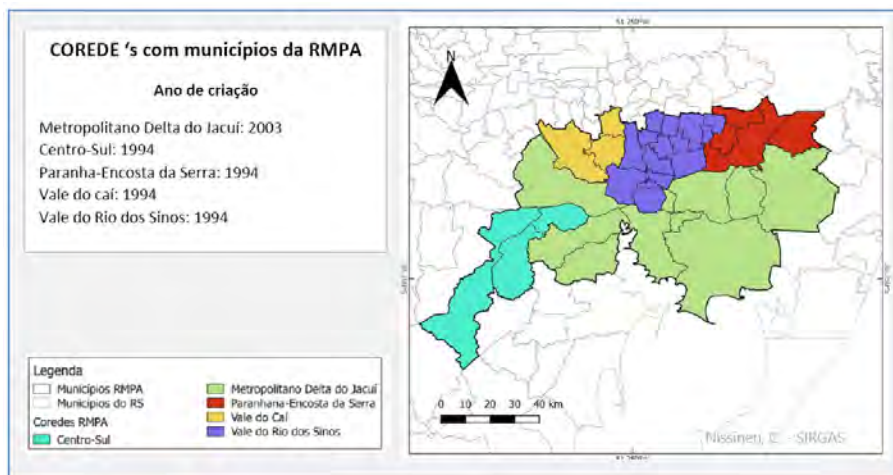 COREDE 's com municípios da RMPA
Ano de criação
Metropolitano Delta do Jacuí: 2003
Centro-Sul: 1994
Paranha-Encosta da Serra: 1994
Vale do caí: 1994
Vale do Rio dos Sinos: 1994
N
Legenda
Municípios RMPA
Municípios do RS
Coredes RMPA
Centro-Sul
Metropolitano Delta do Jacuí
Paranhana-Encosta da Serra
Vale do Caí
Vale do Rio dos Sinos
0 10 20 30 40 km
Nissinen, C - SIRGAS